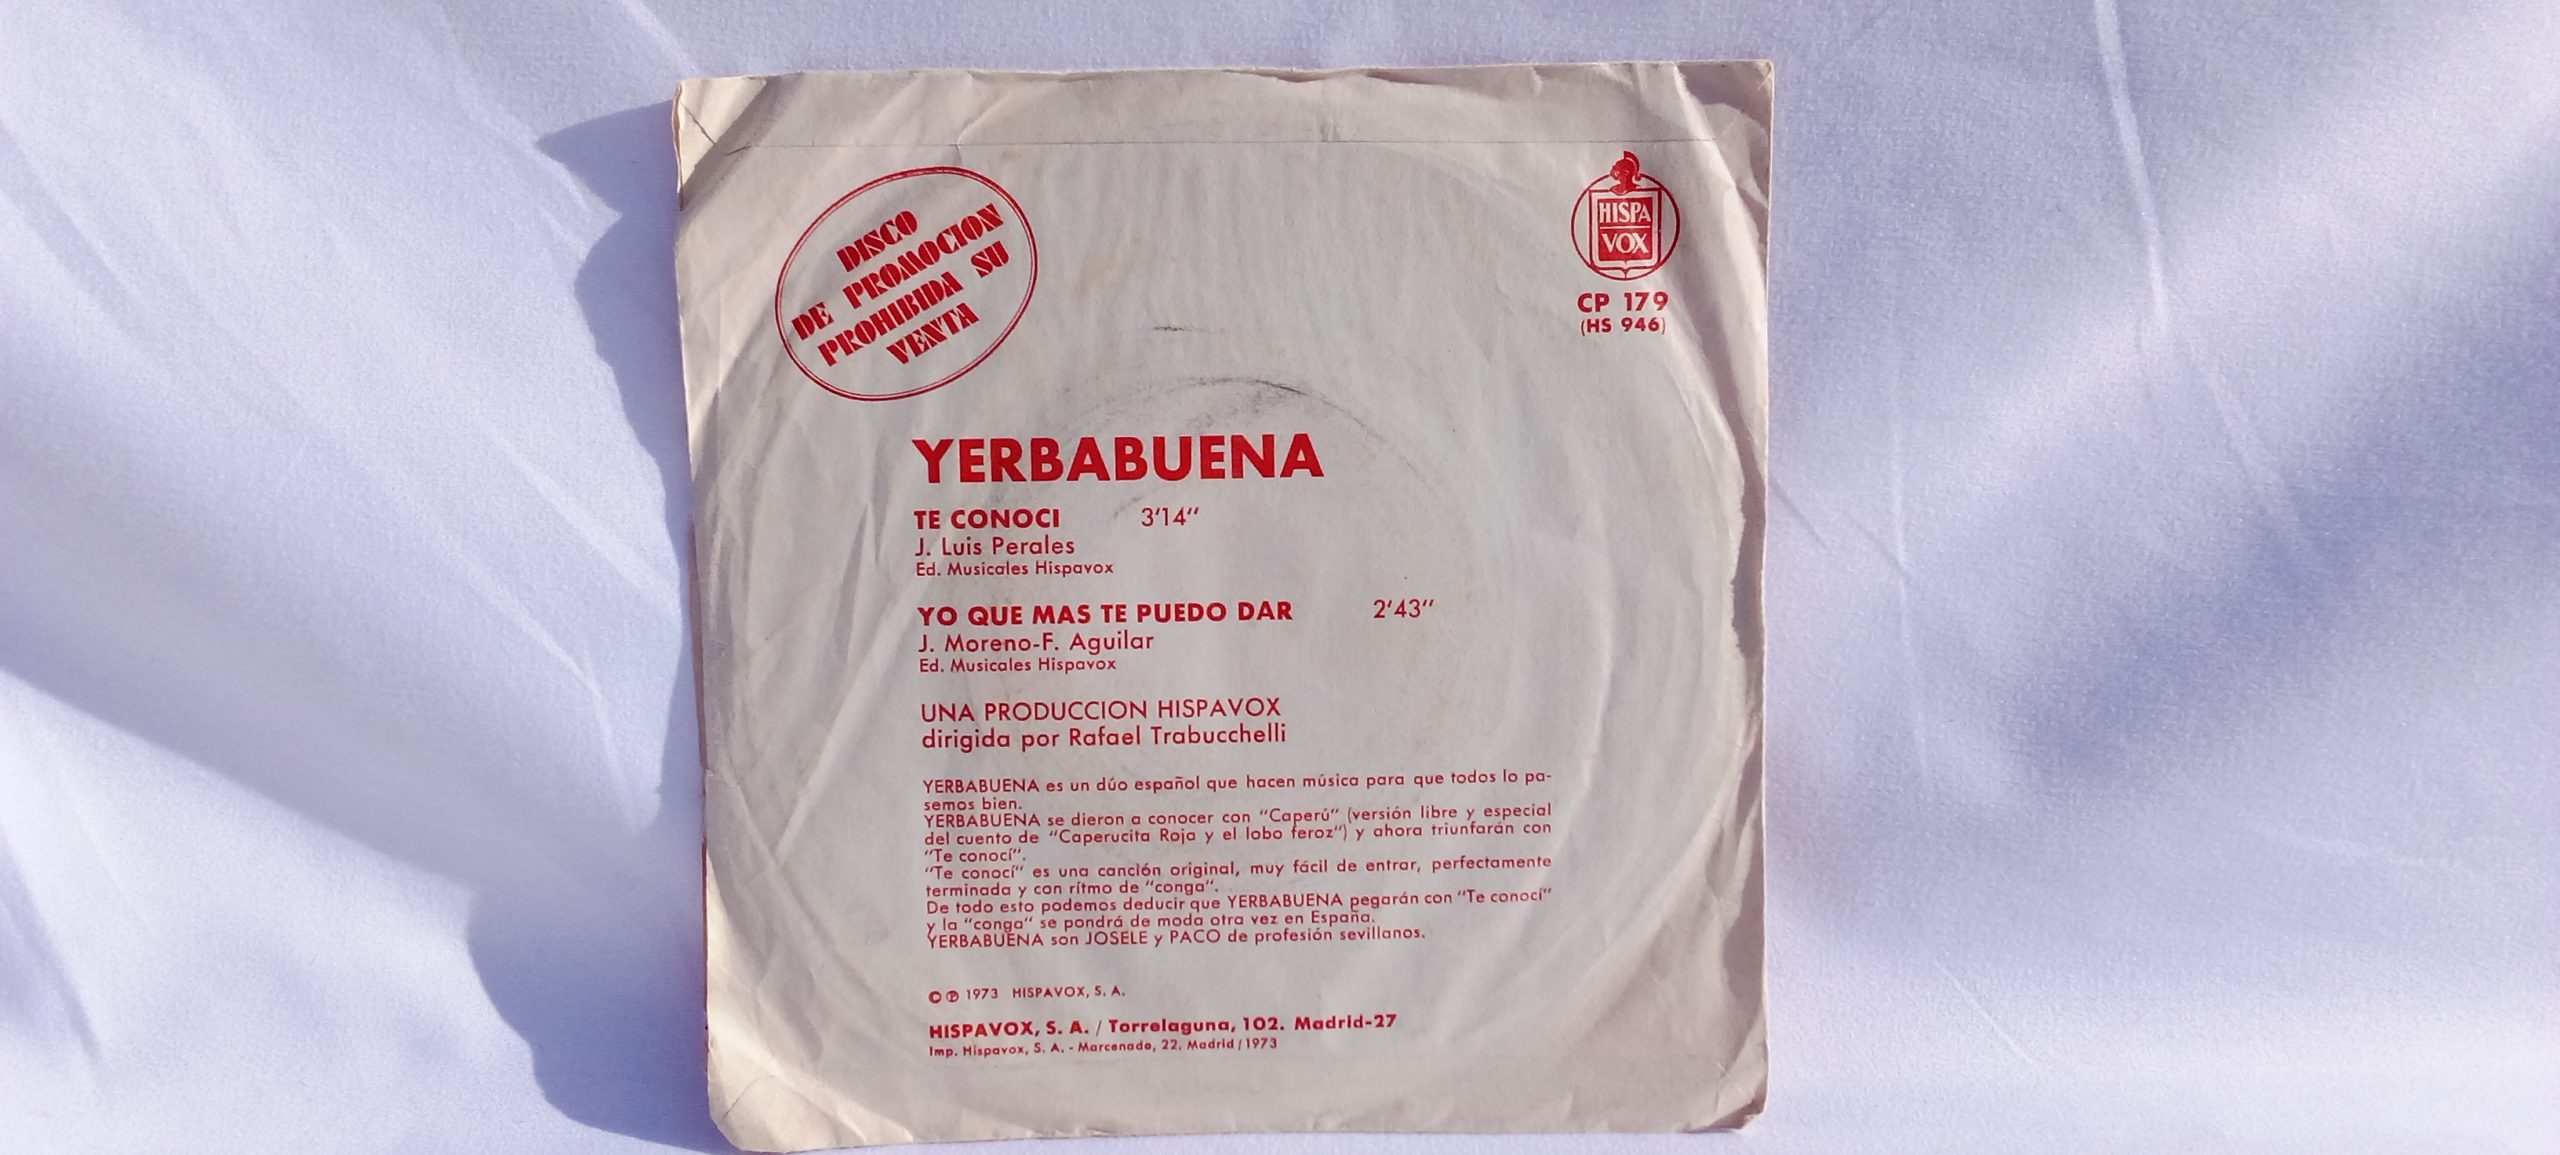 DISCO
DE PROMOCION
PROHIBIDA SU
VENTA
HISPA
VOX
CP 179
(HS 946)
YERBABUENA
TE CONOCI 3'14"
J. Luis Perales
Ed. Musicales Hispavox
YO QUE MAS TE PUEDO DAR 2'43"
J. Moreno-F. Aguilar
Ed. Musicales Hispavox
UNA PRODUCCION HISPAVOX
dirigida por Rafael Trabucchelli
YERBABUENA es un dúo español que hacen música para que todos lo pa-
semos bien.
YERBABUENA se dieron a conocer con "Caperú" (versión libre y especial
del cuento de "Caperucita Roja y el lobo feroz") y ahora triunfarán con
"Te conocí".
"Te conocí" es una canción original, muy fácil de entrar, perfectamente
terminada y con rítmo de "conga".
De todo esto podemos deducir que YERBABUENA pegarán con "Te conocí"
y la "conga" se pondrá de moda otra vez en España.
YERBABUENA son JOSELE y PACO de profesión sevillanos.
© ℗ 1973 HISPAVOX, S. A.
HISPAVOX, S. A. / Torrelaguna, 102. Madrid-27
Imp. Hispavox, S. A. - Marcenado, 22. Madrid / 1973